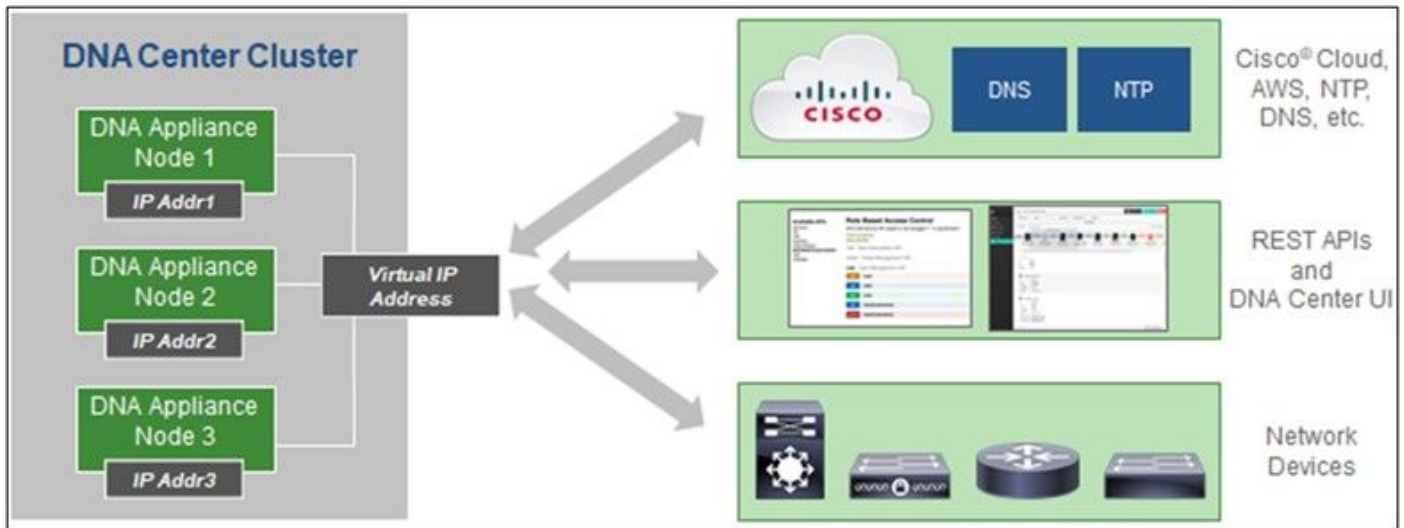 DNA Center Cluster
DNA Appliance
Node 1
IP Addr1
DNA Appliance
Node 2
IP Addr2
DNA Appliance
Node 3
IP Addr3
Virtual IP
Address
CISCO
DNS
NTP
Cisco® Cloud,
AWS, NTP,
DNS, etc.
Role Based Access Control
REST APIs
and
DNA Center UI
Network
Devices